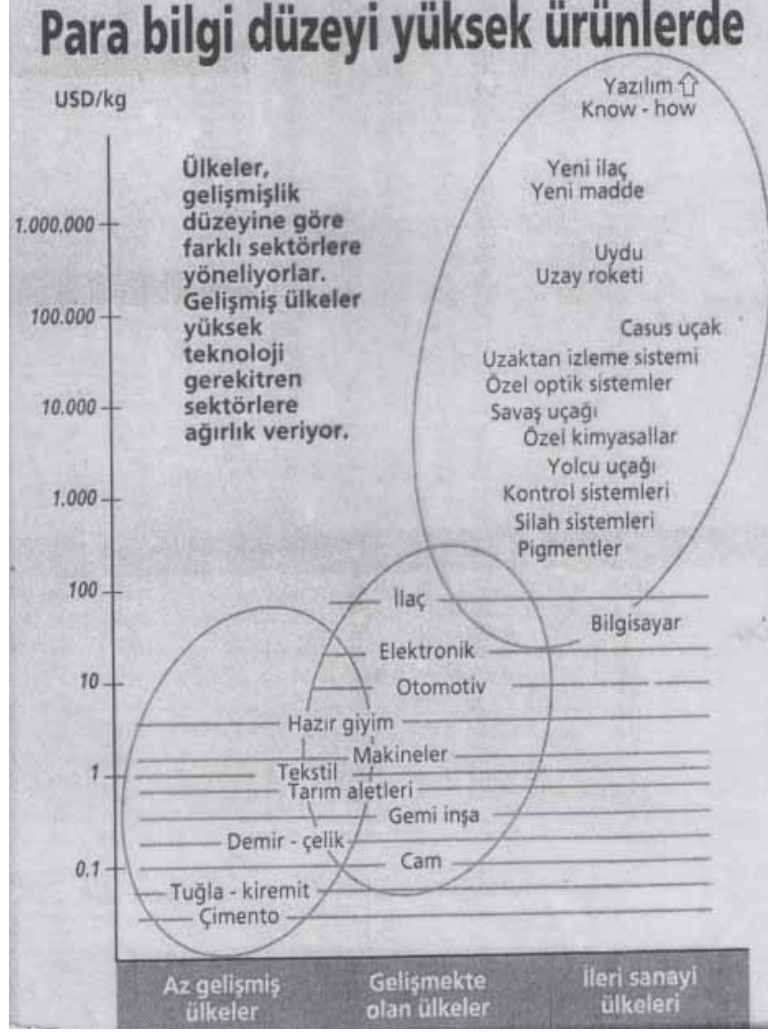 Para bilgi düzeyi yüksek ürünlerde
USD/kg
Ülkeler,
gelişmişlik
düzeyine göre
farklı sektörlere
yöneliyorlar.
Gelişmiş ülkeler
yüksek
teknoloji
gerekitren
sektörlere
ağırlık veriyor.
1.000.000
100.000
10.000
1.000
100
10
1
0.1
Yazılım
Know - how
Yeni ilaç
Yeni madde
Uydu
Uzay roketi
Casus uçak
Uzaktan izleme sistemi
Özel optik sistemler
Savaş uçağı
Özel kimyasallar
Yolcu uçağı
Kontrol sistemleri
Silah sistemleri
Pigmentler
İlaç
Bilgisayar
Elektronik
Otomotiv
Hazır giyim
Makineler
Tekstil
Tarım aletleri
Gemi inşa
Demir - çelik
Cam
Tuğla - kiremit
Çimento
Az gelişmiş
ülkeler
Gelişmekte
olan ülkeler
İleri sanayi
ülkeleri